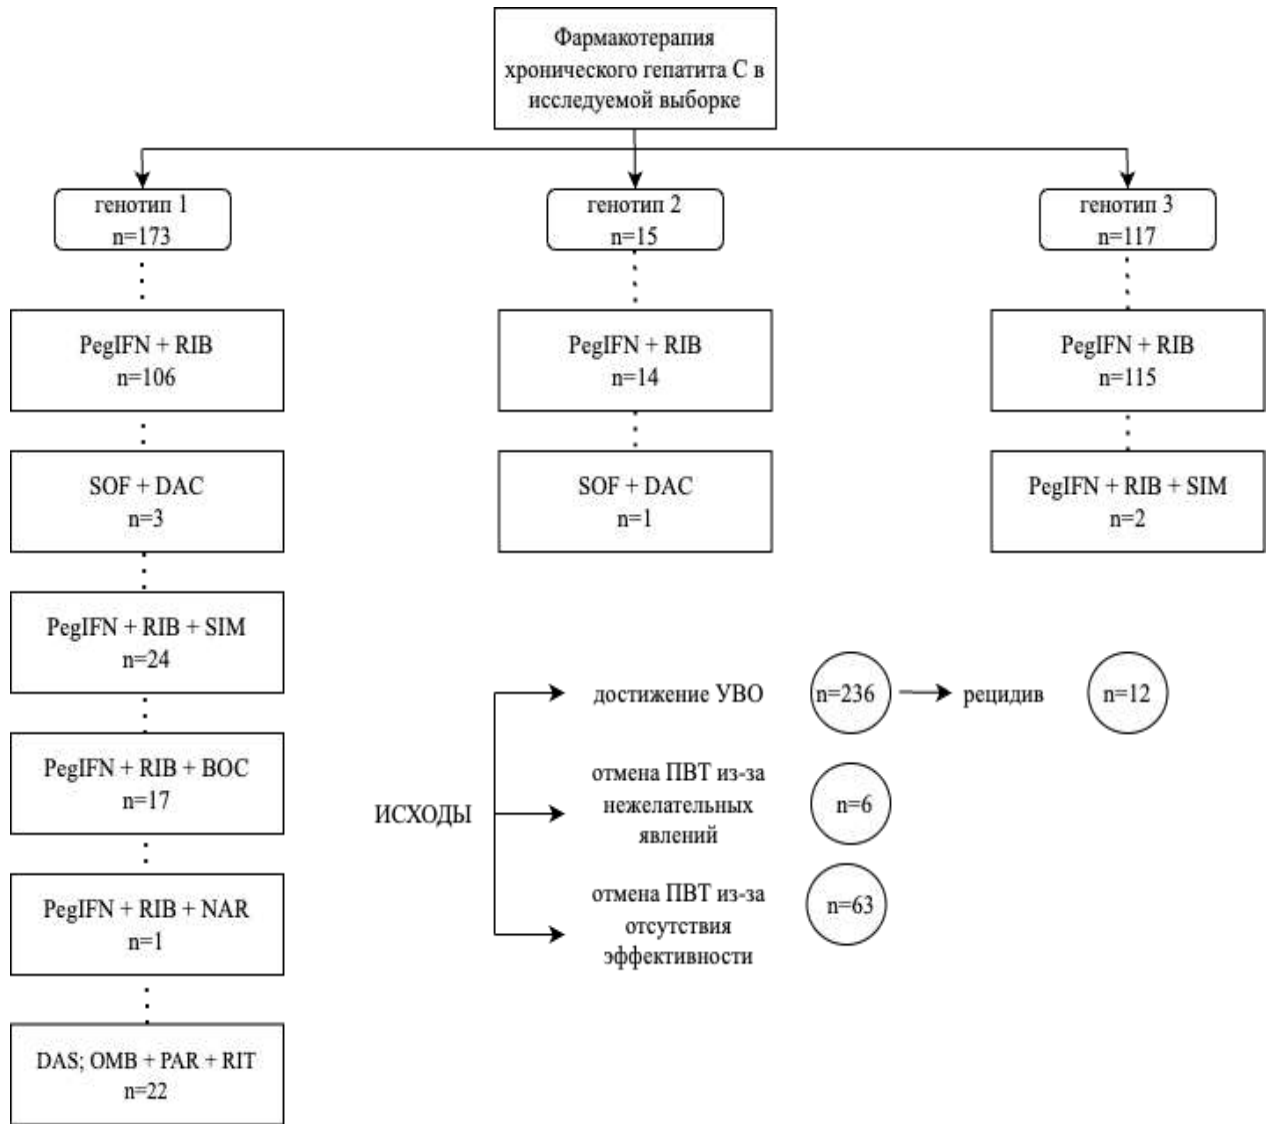 Фармакотерапия
хронического гепатита С в
исследуемой выборке
генотип 1
n=173
генотип 2
n=15
генотип 3
n=117
PegIFN + RIB
n=106
PegIFN + RIB
n=14
PegIFN + RIB
n=115
SOF + DAC
n=3
SOF + DAC
n=1
PegIFN + RIB + SIM
n=2
PegIFN + RIB + SIM
n=24
PegIFN + RIB + BOC
n=17
PegIFN + RIB + NAR
n=1
DAS; OMB + PAR + RIT
n=22
ИСХОДЫ
достижение УВО
n=236
рецидив
n=12
отмена ПВТ из-за
нежелательных
явлений
n=6
отмена ПВТ из-за
отсутствия
эффективности
n=63